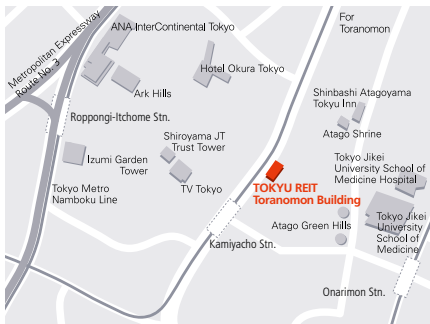 For
Toranomon
ANA InterContinental Tokyo
Metropolitan Expressway
Route No. 3
Hotel Okura Tokyo
Ark Hills
Shinbashi Atagoyama
Tokyu Inn
Roppongi-Itchome Stn.
Atago Shrine
Shiroyama JT
Trust Tower
Izumi Garden
Tower
Tokyo Jikei
University School of
Medicine Hospital
TV Tokyo
Tokyo Metro
Namboku Line
TOKYU REIT
Toranomon Building
Tokyo Jikei
University
School of
Medicine
Atago Green Hills
Kamiyacho Stn.
Onarimon Stn.